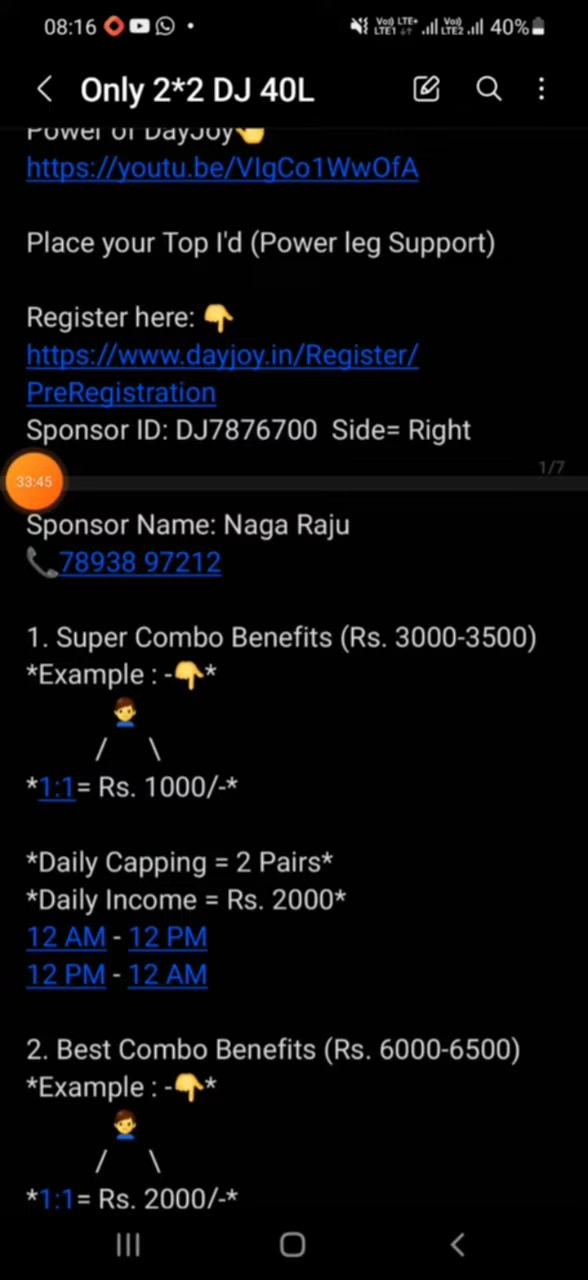 08:16 40%
Only 2*2 DJ 40L
Power of DayJoy👈
https://youtu.be/VIgCo1WwOfA
Place your Top I'd (Power leg Support)
Register here: 👇
https://www.dayjoy.in/Register/
PreRegistration
Sponsor ID: DJ7876700 Side= Right
1/7
33:45
Sponsor Name: Naga Raju
📞78938 97212
1. Super Combo Benefits (Rs. 3000-3500)
*Example : -👇*
/ \
*1:1= Rs. 1000/-*
*Daily Capping = 2 Pairs*
*Daily Income = Rs. 2000*
12 AM - 12 PM
12 PM - 12 AM
2. Best Combo Benefits (Rs. 6000-6500)
*Example : -👇*
/ \
*1:1= Rs. 2000/-*